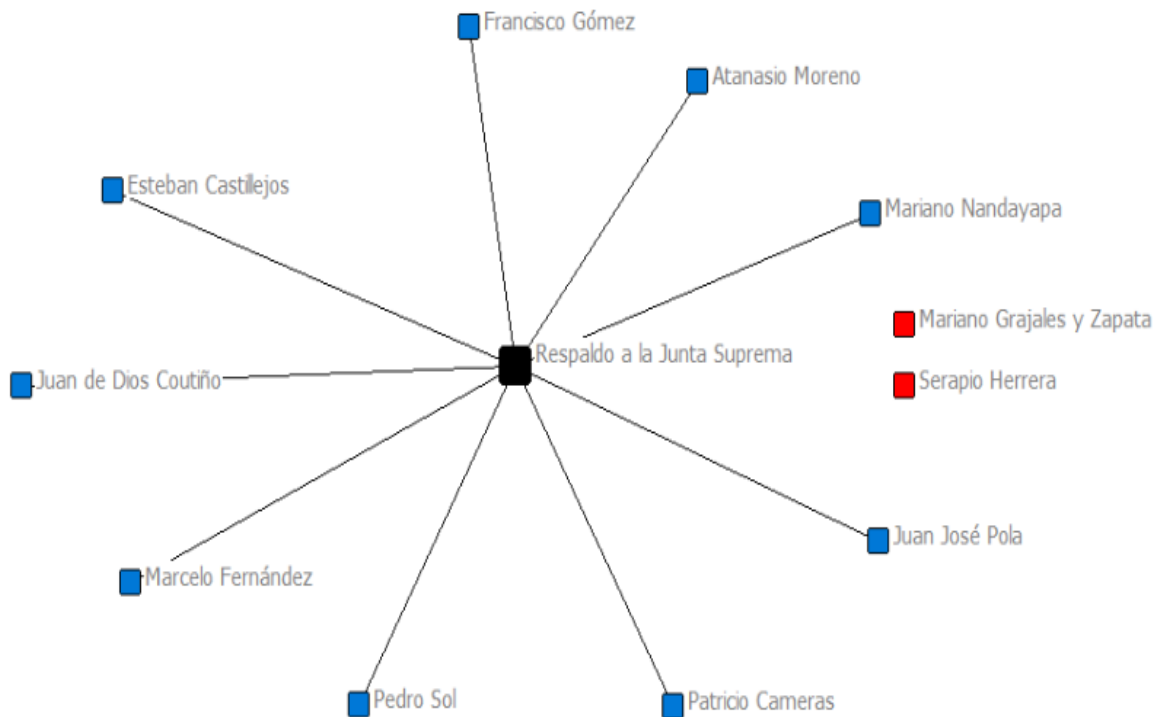 Francisco Gómez
Atanasio Moreno
Esteban Castillejos
Mariano Nandayapa
Mariano Grajales y Zapata
Respaldo a la Junta Suprema
Juan de Dios Coutiño
Serapio Herrera
Juan José Pola
Marcelo Fernández
Pedro Sol
Patricio Cameras